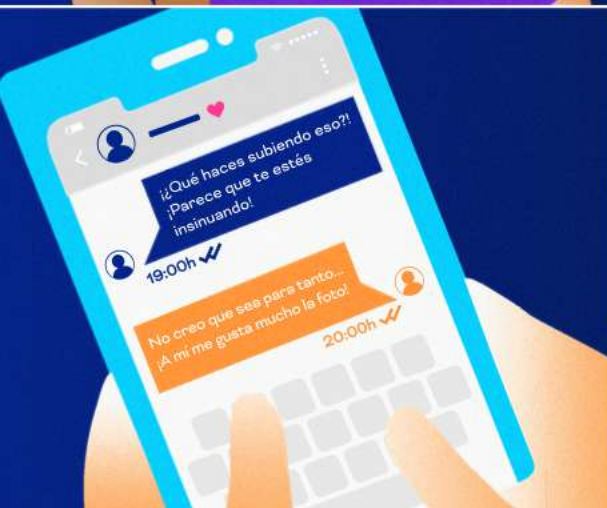 ¡¿Qué haces subiendo eso?!
¡Parece que te estés
insinuando!
19:00h
No creo que sea para tanto...
¡A mí me gusta mucho la foto!
20:00h